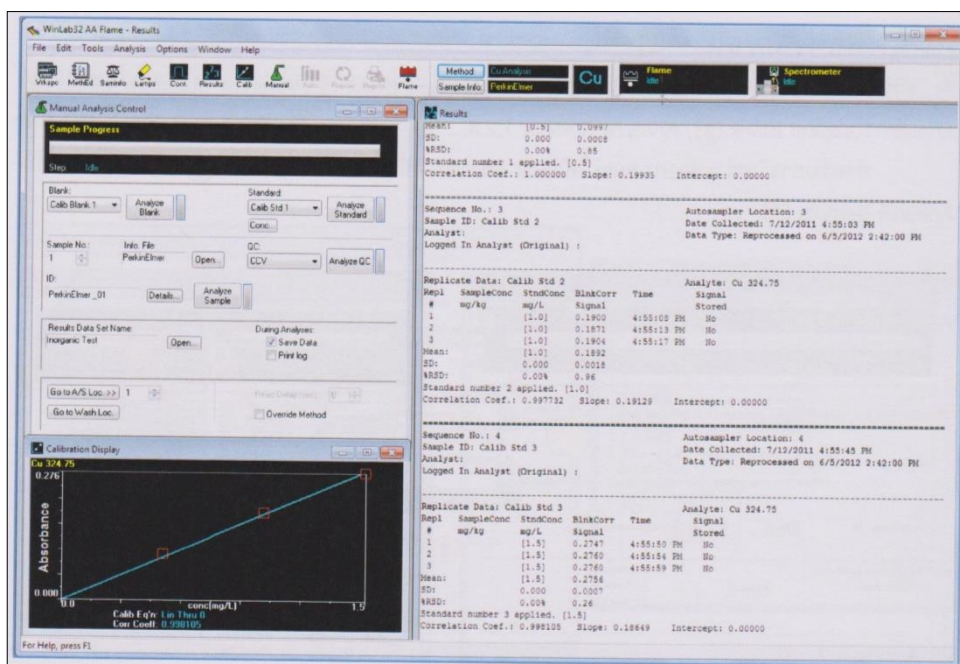 WinLab32 AA Flame - Results
File Edit Tools Analysis Options Window Help
Wkspc MethEd SamInfo Lamps Cont Results Calib Manual Flame
Method Cu Analysis
Sample Info PerkinElmer
Cu
Flame
Idle
Spectrometer
Idle
Manual Analysis Control
Sample Progress
Step: Idle
Blank:
Calib Blank 1
Analyze Blank
Standard:
Calib Std 1
Analyze Standard
Conc...
Sample No.: Info. File: QC:
1 PerkinElmer Open... CCV Analyze QC
ID:
PerkinElmer_01 Details... Analyze Sample
Results Data Set Name:
Inorganic Test Open...
During Analyses:
Save Data
Print log
Go to A/S Loc. >> 1
Go to Wash Loc.
Override Method
Calibration Display
Cu 324.75
0.276
Absorbance
0.000
0.0 conc[mg/L] 1.5
Calib Eq'n: Lin Thru 0
Corr Coeff: 0.998105
Results
Mean: [0.5] 0.0997
SD: 0.000 0.0008
%RSD: 0.00% 0.85
Standard number 1 applied. [0.5]
Correlation Coef.: 1.000000 Slope: 0.19935 Intercept: 0.00000
Sequence No.: 3 Autosampler Location: 3
Sample ID: Calib Std 2 Date Collected: 7/12/2011 4:55:03 PM
Analyst: Data Type: Reprocessed on 6/5/2012 2:42:00 PM
Logged In Analyst (Original) :
Replicate Data: Calib Std 2 Analyte: Cu 324.75
Repl SampleConc StndConc BlnkCorr Time Signal
# mg/kg mg/L Signal Stored
1 [1.0] 0.1900 4:55:08 PM No
2 [1.0] 0.1871 4:55:13 PM No
3 [1.0] 0.1904 4:55:17 PM No
Mean: [1.0] 0.1892
SD: 0.000 0.0018
%RSD: 0.00% 0.96
Standard number 2 applied. [1.0]
Correlation Coef.: 0.997732 Slope: 0.19129 Intercept: 0.00000
Sequence No.: 4 Autosampler Location: 4
Sample ID: Calib Std 3 Date Collected: 7/12/2011 4:55:45 PM
Analyst: Data Type: Reprocessed on 6/5/2012 2:42:00 PM
Logged In Analyst (Original) :
Replicate Data: Calib Std 3 Analyte: Cu 324.75
Repl SampleConc StndConc BlnkCorr Time Signal
# mg/kg mg/L Signal Stored
1 [1.5] 0.2747 4:55:50 PM No
2 [1.5] 0.2760 4:55:54 PM No
3 [1.5] 0.2760 4:55:59 PM No
Mean: [1.5] 0.2756
SD: 0.000 0.0007
%RSD: 0.00% 0.26
Standard number 3 applied. [1.5]
Correlation Coef.: 0.998105 Slope: 0.18649 Intercept: 0.00000
For Help, press F1